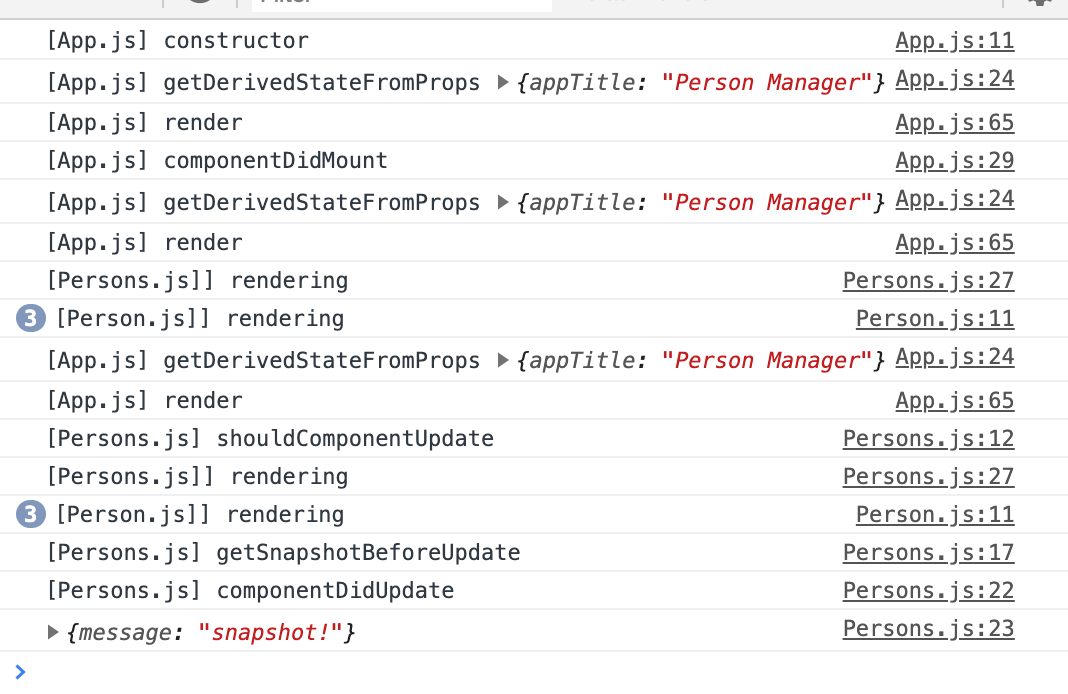 [App.js] constructor App.js:11
[App.js] getDerivedStateFromProps ▶{appTitle: "Person Manager"} App.js:24
[App.js] render App.js:65
[App.js] componentDidMount App.js:29
[App.js] getDerivedStateFromProps ▶{appTitle: "Person Manager"} App.js:24
[App.js] render App.js:65
[Persons.js]] rendering Persons.js:27
3 [Person.js]] rendering Person.js:11
[App.js] getDerivedStateFromProps ▶{appTitle: "Person Manager"} App.js:24
[App.js] render App.js:65
[Persons.js] shouldComponentUpdate Persons.js:12
[Persons.js]] rendering Persons.js:27
3 [Person.js]] rendering Person.js:11
[Persons.js] getSnapshotBeforeUpdate Persons.js:17
[Persons.js] componentDidUpdate Persons.js:22
▶{message: "snapshot!"} Persons.js:23